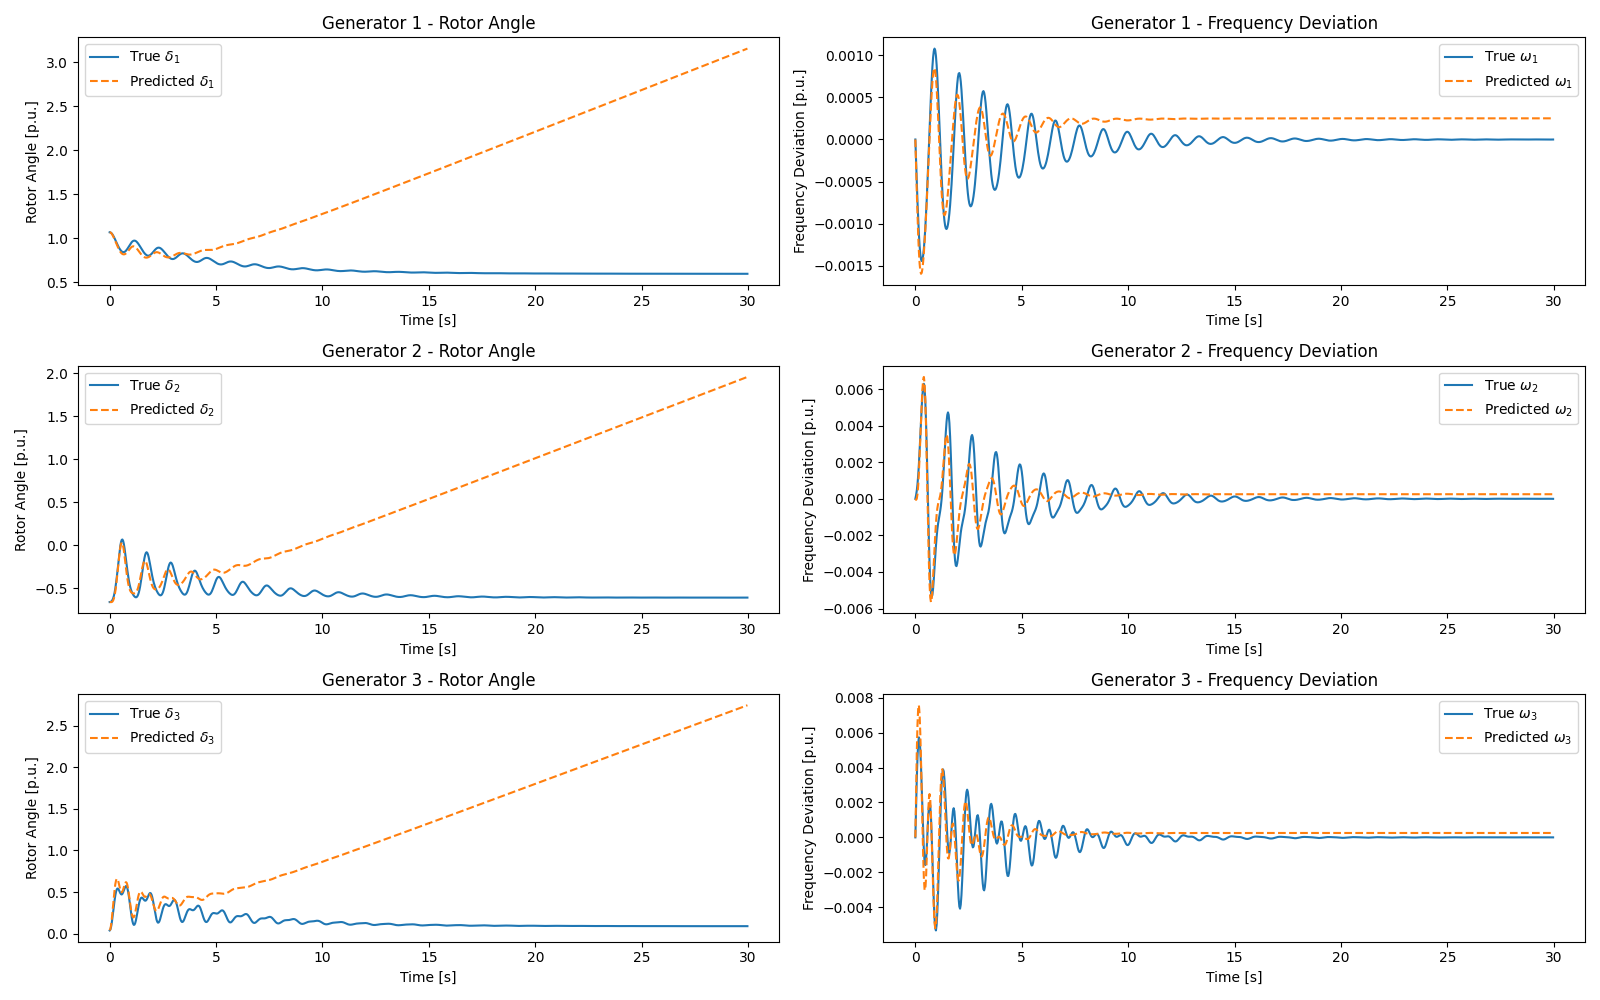 Generator 1 - Rotor Angle
True δ1
Predicted δ1
3.0
2.5
2.0
1.5
1.0
0.5
Rotor Angle [p.u.]
0 5 10 15 20 25 30
Time [s]
Generator 1 - Frequency Deviation
True ω1
Predicted ω1
0.0010
0.0005
0.0000
−0.0005
−0.0010
−0.0015
Frequency Deviation [p.u.]
0 5 10 15 20 25 30
Time [s]
Generator 2 - Rotor Angle
True δ2
Predicted δ2
2.0
1.5
1.0
0.5
0.0
−0.5
Rotor Angle [p.u.]
0 5 10 15 20 25 30
Time [s]
Generator 2 - Frequency Deviation
True ω2
Predicted ω2
0.006
0.004
0.002
0.000
−0.002
−0.004
−0.006
Frequency Deviation [p.u.]
0 5 10 15 20 25 30
Time [s]
Generator 3 - Rotor Angle
True δ3
Predicted δ3
2.5
2.0
1.5
1.0
0.5
0.0
Rotor Angle [p.u.]
0 5 10 15 20 25 30
Time [s]
Generator 3 - Frequency Deviation
True ω3
Predicted ω3
0.008
0.006
0.004
0.002
0.000
−0.002
−0.004
Frequency Deviation [p.u.]
0 5 10 15 20 25 30
Time [s]